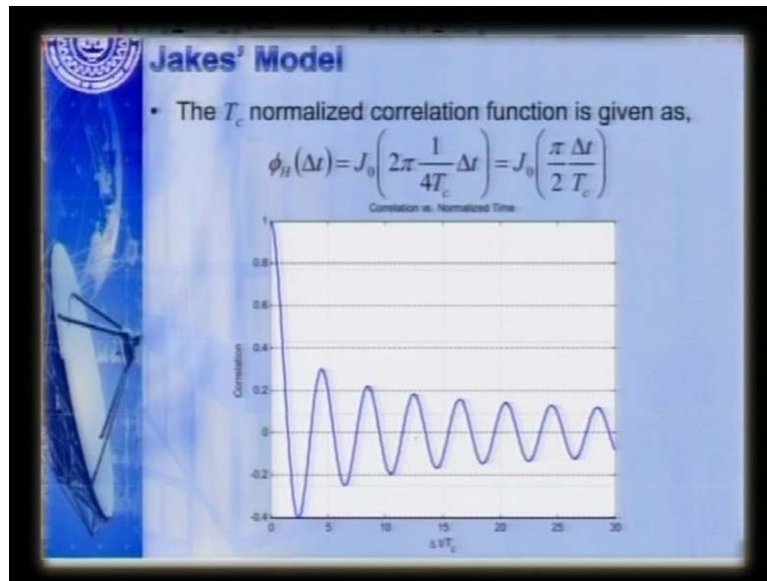 Jakes' Model
• The T_c normalized correlation function is given as,
φ_H(Δt) = J_0(2π 1/4T_c Δt) = J_0(π/2 Δt/T_c)
Correlation vs. Normalized Time
1
0.8
0.6
0.4
0.2
0
-0.2
-0.4
Correlation
0 5 10 15 20 25 30
Δ t/T_c